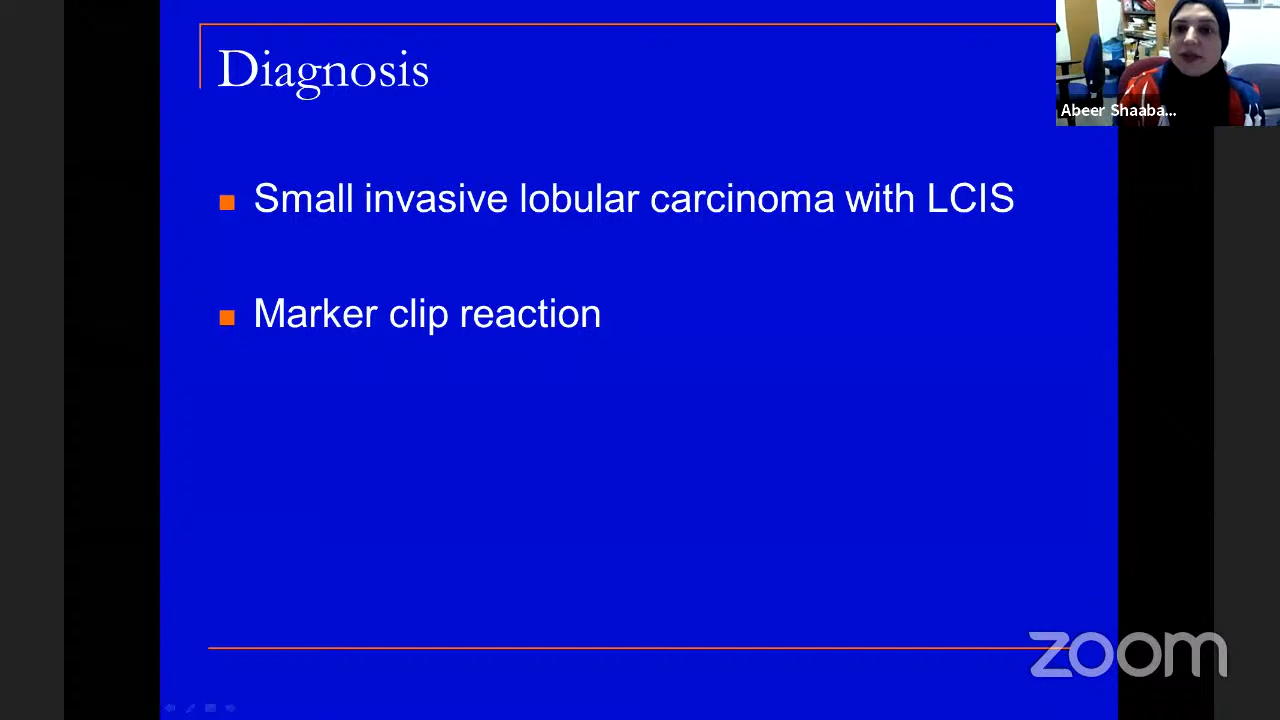 Diagnosis
Abeer Shaaba...
Small invasive lobular carcinoma with LCIS
Marker clip reaction
zoom